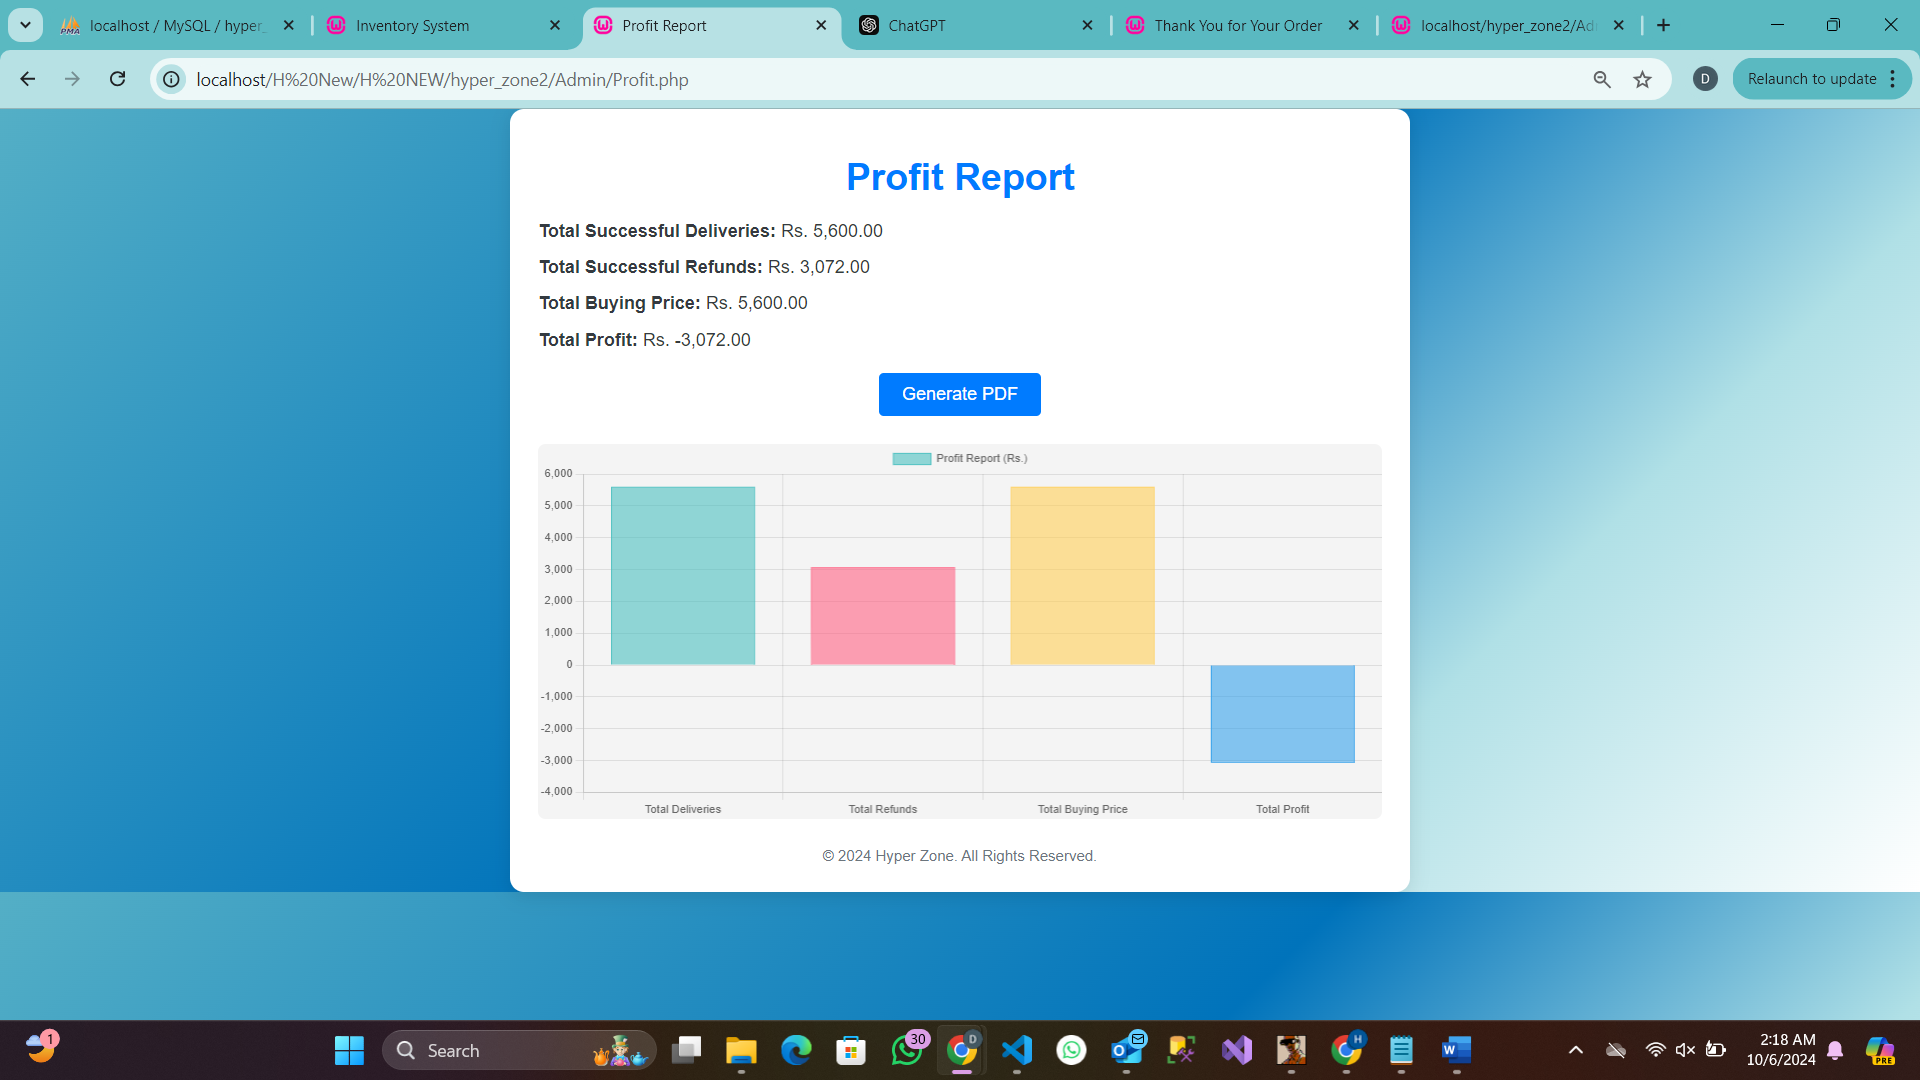 localhost / MySQL / hyper_
Inventory System
Profit Report
ChatGPT
Thank You for Your Order
localhost/hyper_zone2/Ad
localhost/H%20New/H%20NEW/hyper_zone2/Admin/Profit.php
D
Relaunch to update
Profit Report
Total Successful Deliveries: Rs. 5,600.00
Total Successful Refunds: Rs. 3,072.00
Total Buying Price: Rs. 5,600.00
Total Profit: Rs. -3,072.00
Generate PDF
Profit Report (Rs.)
6,000
5,000
4,000
3,000
2,000
1,000
0
-1,000
-2,000
-3,000
-4,000
Total Deliveries
Total Refunds
Total Buying Price
Total Profit
© 2024 Hyper Zone. All Rights Reserved.
1
Search
30
D
H
2:18 AM
10/6/2024
PRE